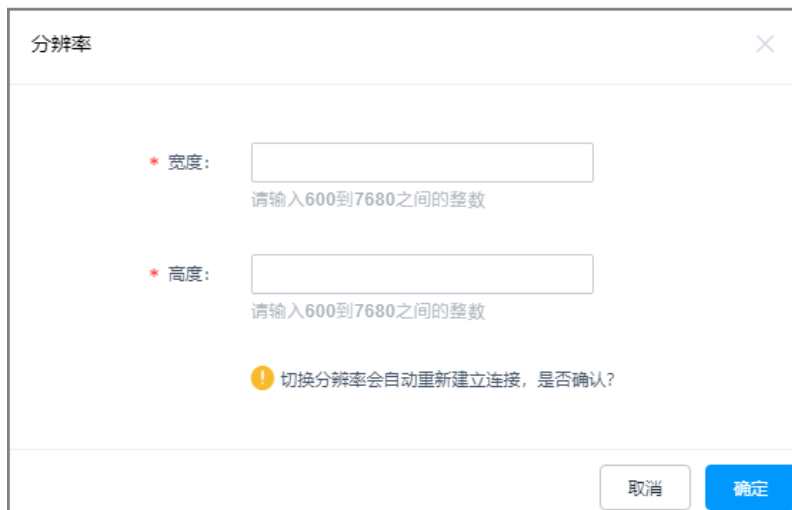 分辨率
* 宽度：
请输入600到7680之间的整数
* 高度：
请输入600到7680之间的整数
切换分辨率会自动重新建立连接，是否确认？
取消 确定